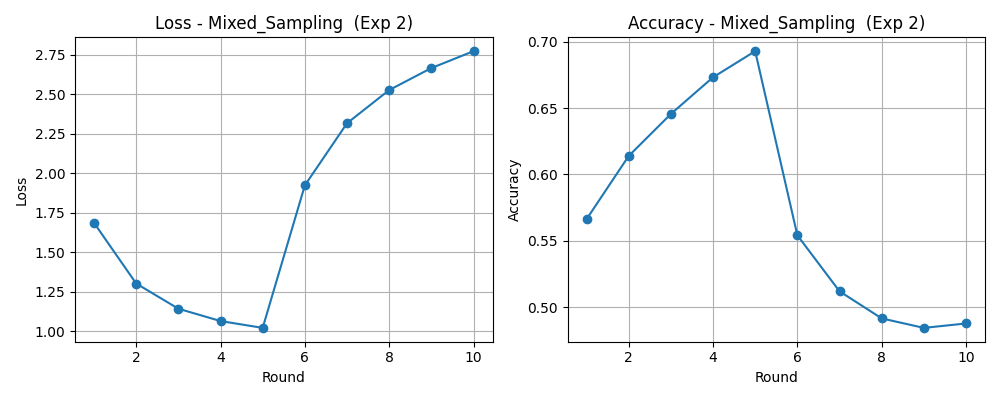 Loss - Mixed_Sampling  (Exp 2)
2.75
2.50
2.25
2.00
1.75
1.50
1.25
1.00
Loss
2 4 6 8 10
Round
Accuracy - Mixed_Sampling  (Exp 2)
0.70
0.65
0.60
0.55
0.50
Accuracy
2 4 6 8 10
Round